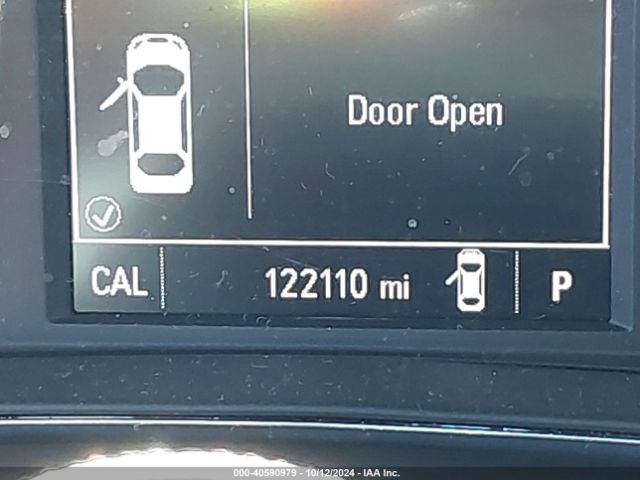 Door Open
CAL 122110 mi P
000-40590979 - 10/12/2024 - IAA Inc.